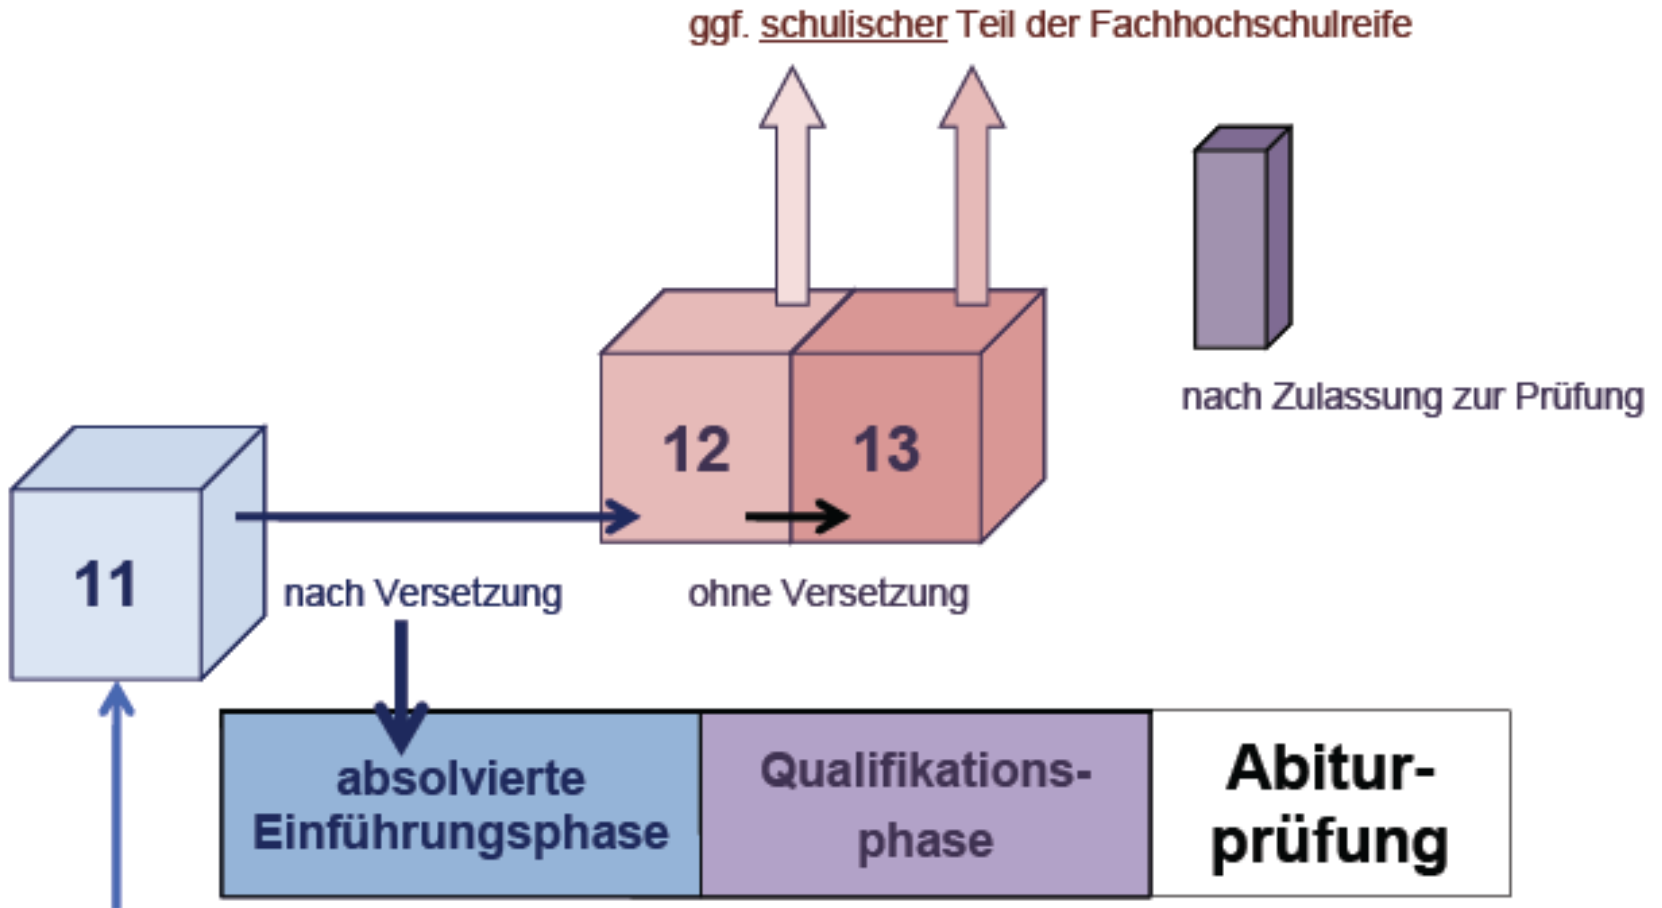 ggf. schulischer Teil der Fachhochschulreife
nach Zulassung zur Prüfung
12
13
11
nach Versetzung
ohne Versetzung
absolvierte
Einführungsphase
Qualifikations-
phase
Abitur-
prüfung